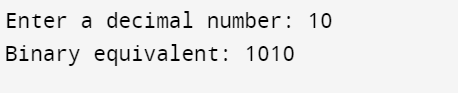 Enter a decimal number: 10
Binary equivalent: 1010